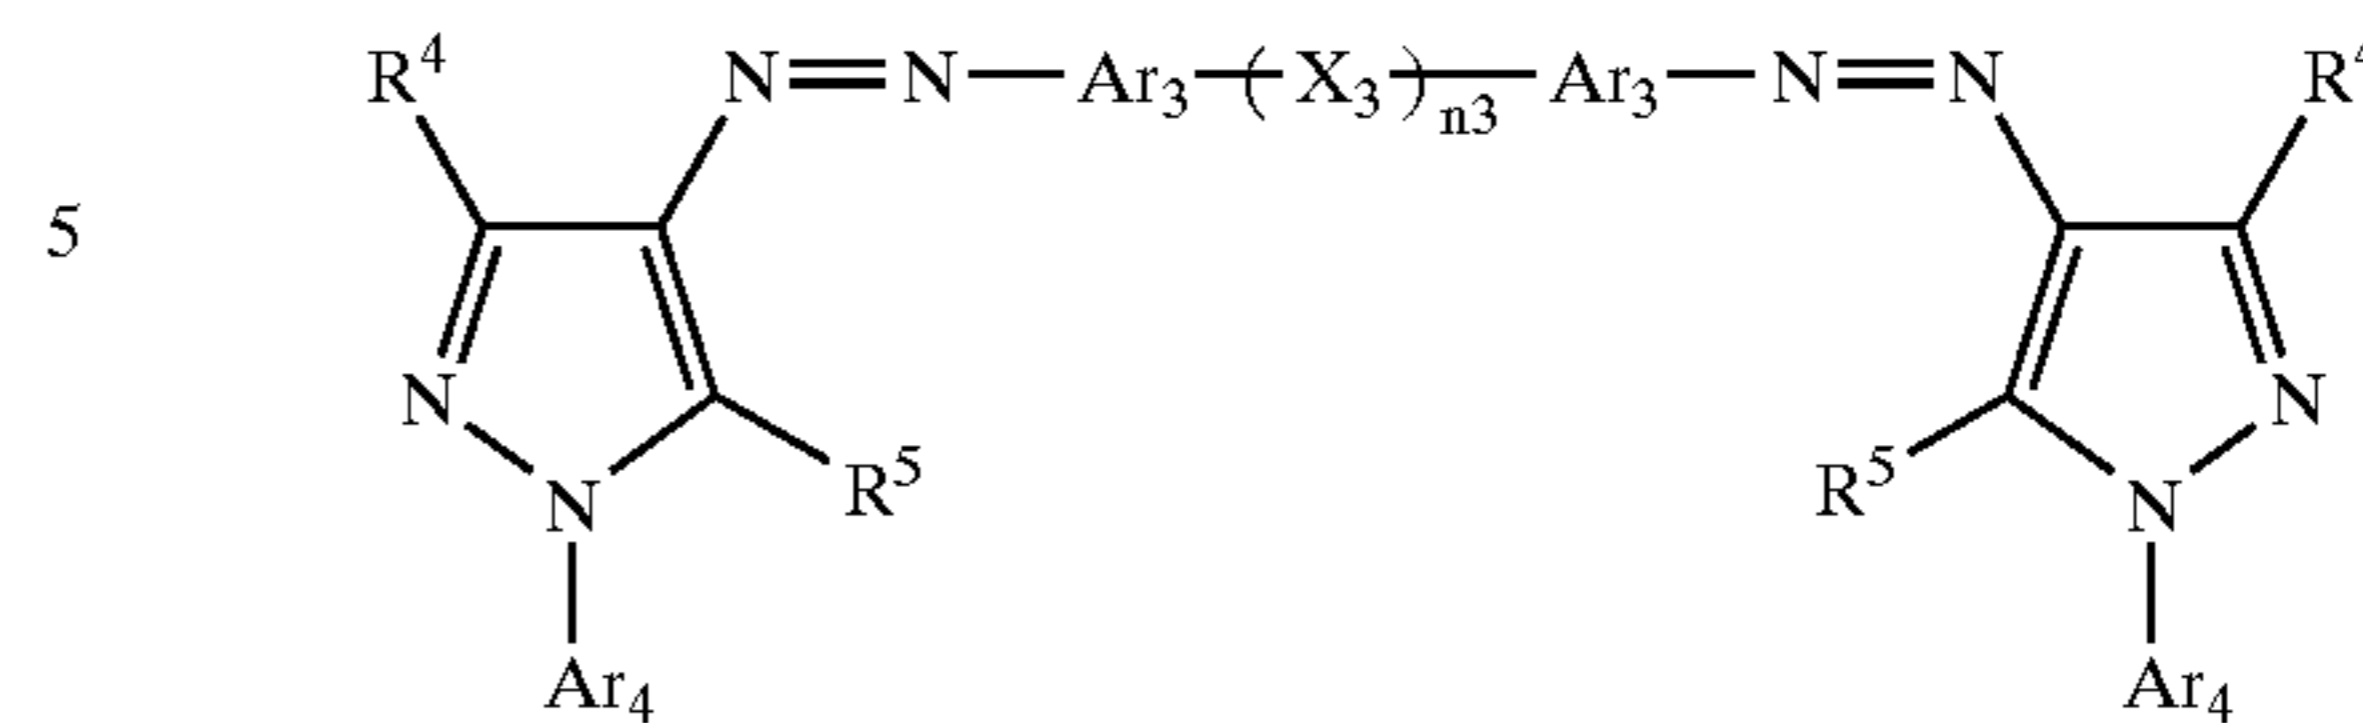 R⁴ N=N—Ar₃—(X₃)ₙ₃—Ar₃—N=N R⁴
5
N N
R⁵ R⁵
N N
Ar₄ Ar₄